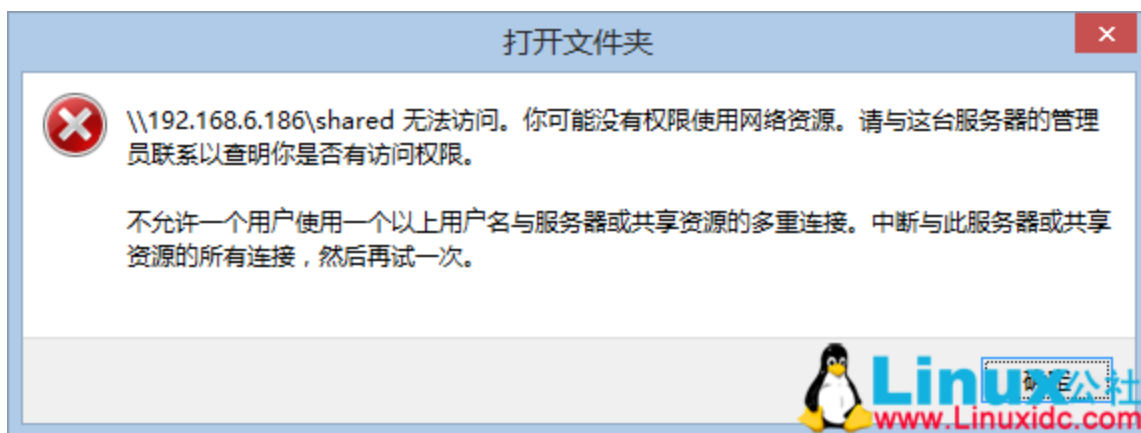 打开文件夹
\\192.168.6.186\shared 无法访问。你可能没有权限使用网络资源。请与这台服务器的管理
员联系以查明你是否有访问权限。
不允许一个用户使用一个以上用户名与服务器或共享资源的多重连接。中断与此服务器或共享
资源的所有连接，然后再试一次。
确定
Linux公社
www.Linuxidc.com